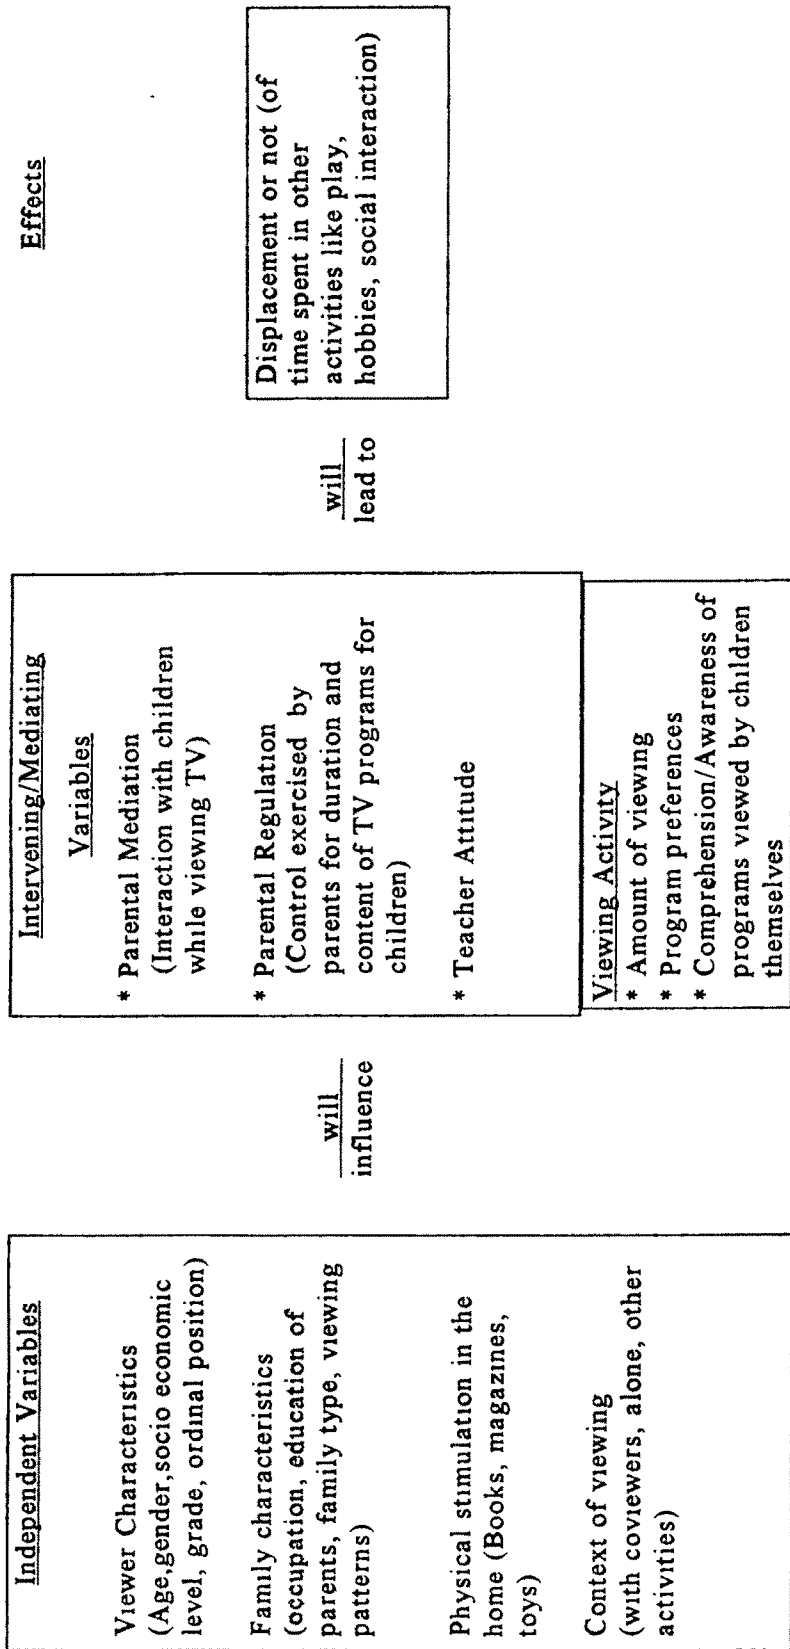 Independent Variables
Viewer Characteristics
(Age,gender,socio economic
level, grade, ordinal position)
Family characteristics
(occupation, education of
parents, family type, viewing
patterns)
Physical stimulation in the
home (Books, magazines,
toys)
Context of viewing
(with coviewers, alone, other
activities)
will
influence
Intervening/Mediating
Variables
* Parental Mediation
(Interaction with children
while viewing TV)
* Parental Regulation
(Control exercised by
parents for duration and
content of TV programs for
children)
* Teacher Attitude
Viewing Activity
* Amount of viewing
* Program preferences
* Comprehension/Awareness of
programs viewed by children
themselves
will
lead to
Effects
Displacement or not (of
time spent in other
activities like play,
hobbies, social interaction)